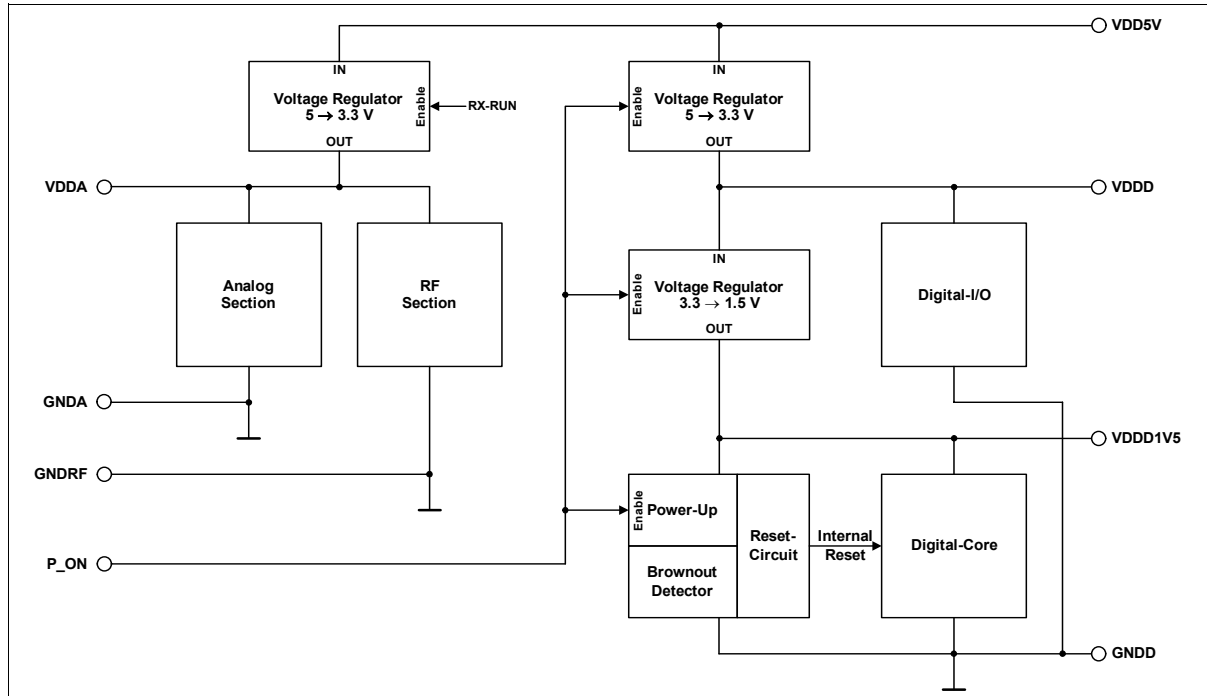 VDD5V
IN
Voltage Regulator
5 → 3.3 V
Enable
OUT
RX-RUN
IN
Enable
Voltage Regulator
5 → 3.3 V
OUT
VDDA
VDDD
Analog
Section
RF
Section
IN
Enable
Voltage Regulator
3.3 → 1.5 V
OUT
Digital-I/O
GNDA
VDDD1V5
GNDRF
Enable
Power-Up
Brownout
Detector
Reset-
Circuit
Internal
Reset
Digital-Core
P_ON
GNDD